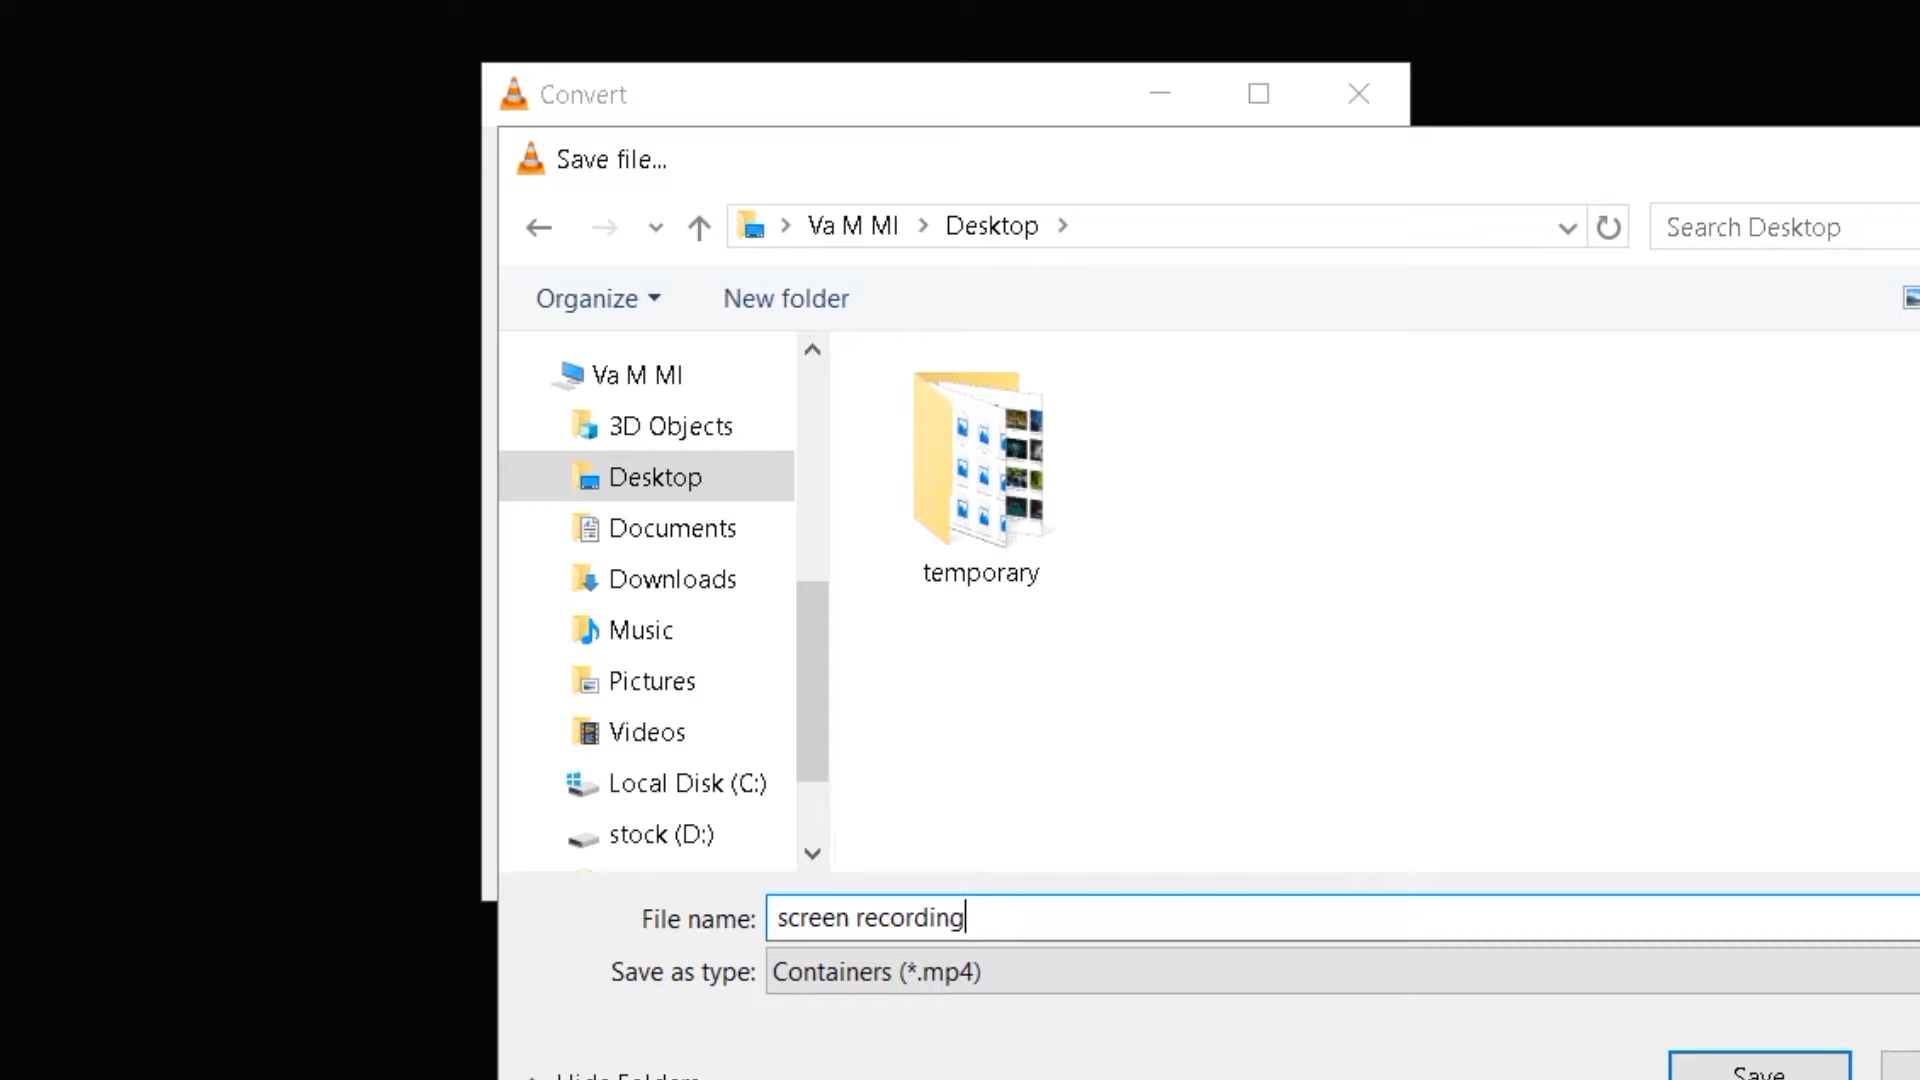 Convert
Save file...
Va M MI
Desktop
Search Desktop
Organize
New folder
Va M MI
3D Objects
Desktop
Documents
Downloads
Music
Pictures
Videos
Local Disk (C:)
stock (D:)
temporary
File name: screen recording
Save as type: Containers (*.mp4)
Hide Folders
Save